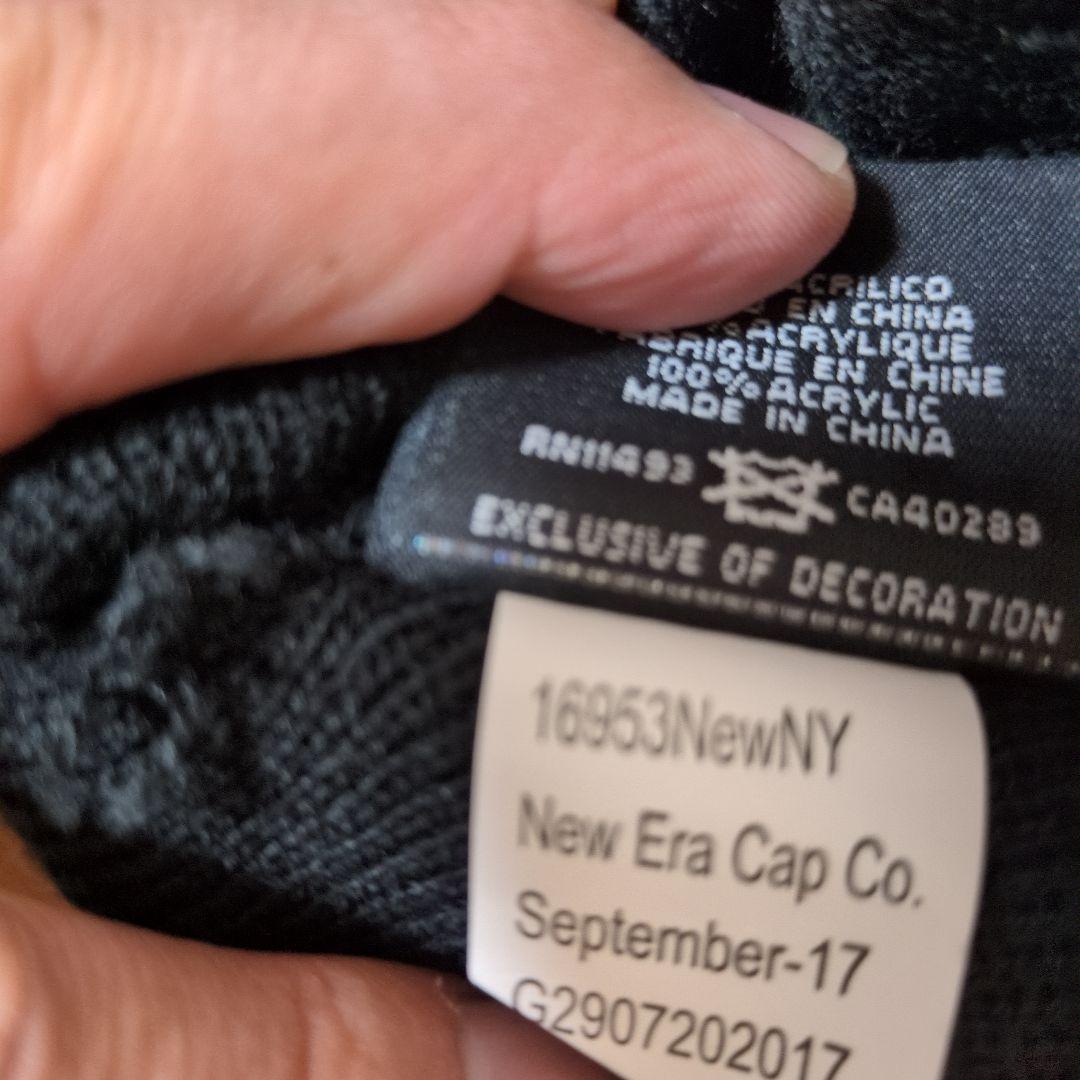 ACRILICO
EN CHINA
ACRYLIQUE
EN CHINE
100% ACRYLIC
MADE IN CHINA
RN11493 CA40289
EXCLUSIVE OF DECORATION
16953NewNY
New Era Cap Co.
September-17
G2907202017